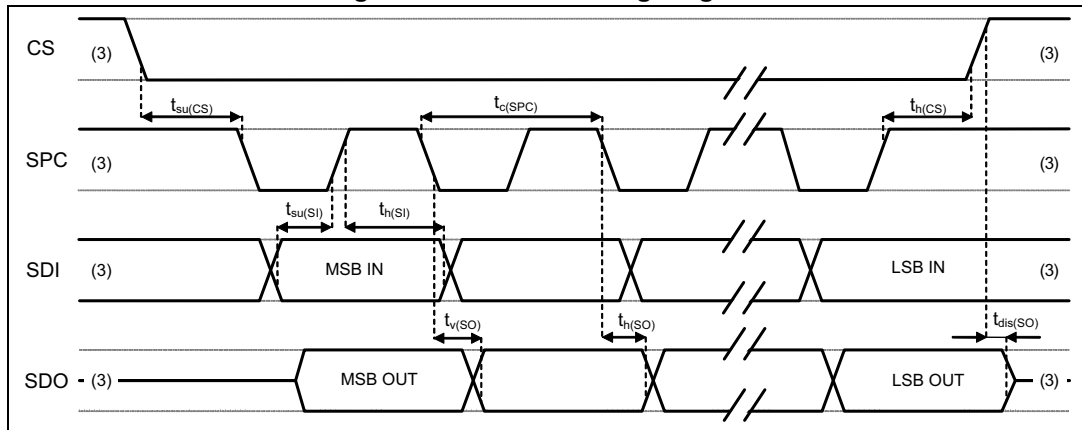 CS (3) (3)
tsu(CS) tc(SPC) th(CS)
SPC (3) (3)
tsu(SI) th(SI)
SDI (3) MSB IN LSB IN (3)
tv(SO) th(SO) tdis(SO)
SDO (3) MSB OUT LSB OUT (3)